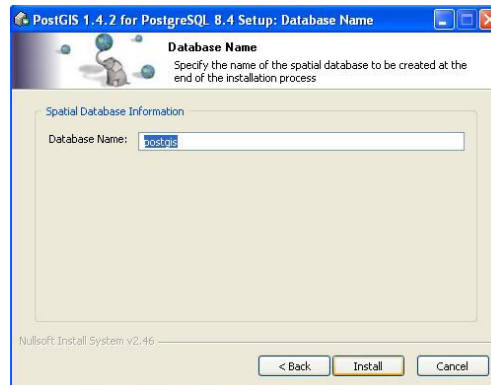 PostGIS 1.4.2 for PostgreSQL 8.4 Setup: Database Name
Database Name
Specify the name of the spatial database to be created at the
end of the installation process
Spatial Database Information
Database Name: postgis
Nullsoft Install System v2.46
< Back Install Cancel